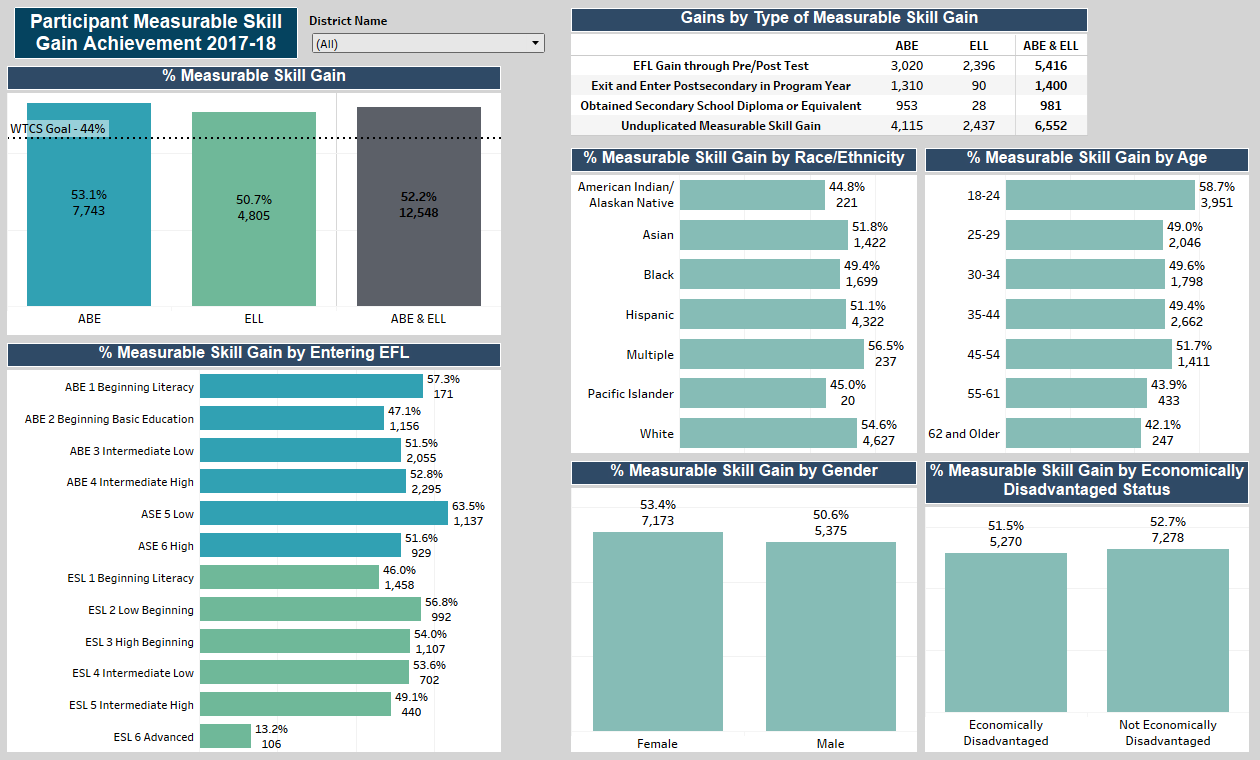 Participant Measurable Skill
Gain Achievement 2017-18
District Name
(All)
% Measurable Skill Gain
WTCS Goal - 44%
53.1%
7,743
50.7%
4,805
52.2%
12,548
ABE
ELL
ABE & ELL
% Measurable Skill Gain by Entering EFL
ABE 1 Beginning Literacy 57.3%
171
ABE 2 Beginning Basic Education 47.1%
1,156
ABE 3 Intermediate Low 51.5%
2,055
ABE 4 Intermediate High 52.8%
2,295
ASE 5 Low 63.5%
1,137
ASE 6 High 51.6%
929
ESL 1 Beginning Literacy 46.0%
1,458
ESL 2 Low Beginning 56.8%
992
ESL 3 High Beginning 54.0%
1,107
ESL 4 Intermediate Low 53.6%
702
ESL 5 Intermediate High 49.1%
440
ESL 6 Advanced 13.2%
106
Gains by Type of Measurable Skill Gain
ABE ELL ABE & ELL
EFL Gain through Pre/Post Test 3,020 2,396 5,416
Exit and Enter Postsecondary in Program Year 1,310 90 1,400
Obtained Secondary School Diploma or Equivalent 953 28 981
Unduplicated Measurable Skill Gain 4,115 2,437 6,552
% Measurable Skill Gain by Race/Ethnicity
American Indian/ 44.8%
Alaskan Native 221
Asian 51.8%
1,422
Black 49.4%
1,699
Hispanic 51.1%
4,322
Multiple 56.5%
237
Pacific Islander 45.0%
20
White 54.6%
4,627
% Measurable Skill Gain by Age
18-24 58.7%
3,951
25-29 49.0%
2,046
30-34 49.6%
1,798
35-44 49.4%
2,662
45-54 51.7%
1,411
55-61 43.9%
433
62 and Older 42.1%
247
% Measurable Skill Gain by Gender
53.4%
7,173
50.6%
5,375
Female
Male
% Measurable Skill Gain by Economically
Disadvantaged Status
51.5%
5,270
52.7%
7,278
Economically
Disadvantaged
Not Economically
Disadvantaged